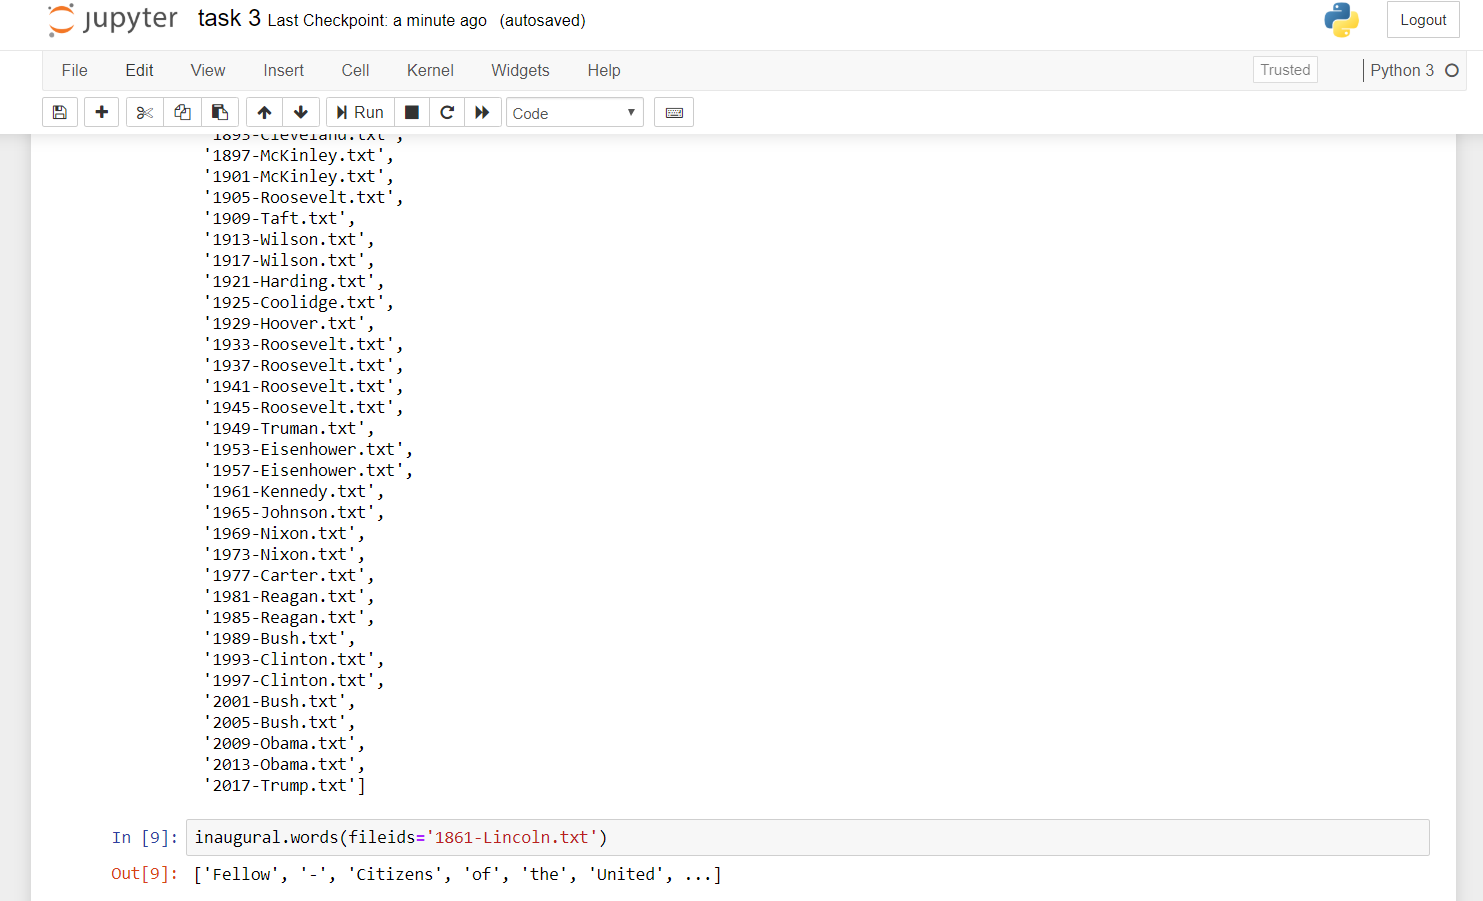 jupyter task 3 Last Checkpoint: a minute ago (autosaved)
Logout
File Edit View Insert Cell Kernel Widgets Help
Trusted
Python 3
Run
Code
'1893-Cleveland.txt',
'1897-McKinley.txt',
'1901-McKinley.txt',
'1905-Roosevelt.txt',
'1909-Taft.txt',
'1913-Wilson.txt',
'1917-Wilson.txt',
'1921-Harding.txt',
'1925-Coolidge.txt',
'1929-Hoover.txt',
'1933-Roosevelt.txt',
'1937-Roosevelt.txt',
'1941-Roosevelt.txt',
'1945-Roosevelt.txt',
'1949-Truman.txt',
'1953-Eisenhower.txt',
'1957-Eisenhower.txt',
'1961-Kennedy.txt',
'1965-Johnson.txt',
'1969-Nixon.txt',
'1973-Nixon.txt',
'1977-Carter.txt',
'1981-Reagan.txt',
'1985-Reagan.txt',
'1989-Bush.txt',
'1993-Clinton.txt',
'1997-Clinton.txt',
'2001-Bush.txt',
'2005-Bush.txt',
'2009-Obama.txt',
'2013-Obama.txt',
'2017-Trump.txt']
In [9]: inaugural.words(fileids='1861-Lincoln.txt')
Out[9]: ['Fellow', '-', 'Citizens', 'of', 'the', 'United', ...]